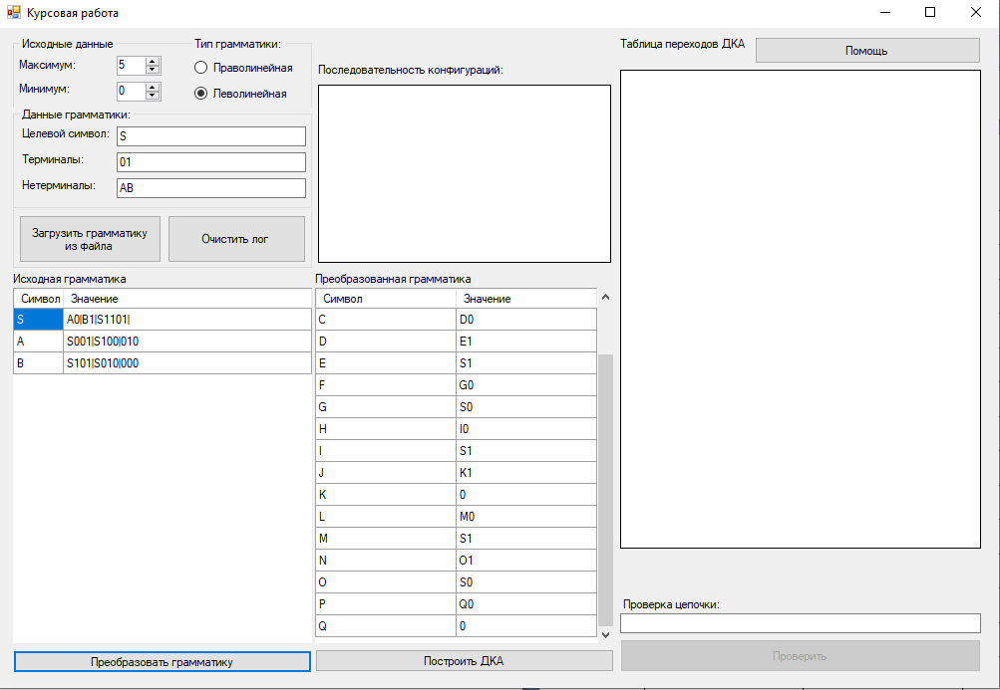 Курсовая работа
Исходные данные
Максимум: 5
Минимум: 0
Тип грамматики:
Праволинейная
Леволинейная
Данные грамматики:
Целевой символ: S
Терминалы: 01
Нетерминалы: AB
Загрузить грамматику
из файла
Очистить лог
Последовательность конфигураций:
Таблица переходов ДКА
Помощь
Исходная грамматика
Символ Значение
S A0|B1|S1101|
A S001|S100|010
B S101|S010|000
Преобразованная грамматика
Символ Значение
C D0
D E1
E S1
F G0
G S0
H I0
I S1
J K1
K 0
L M0
M S1
N O1
O S0
P Q0
Q 0
Проверка цепочки:
Преобразовать грамматику
Построить ДКА
Проверить